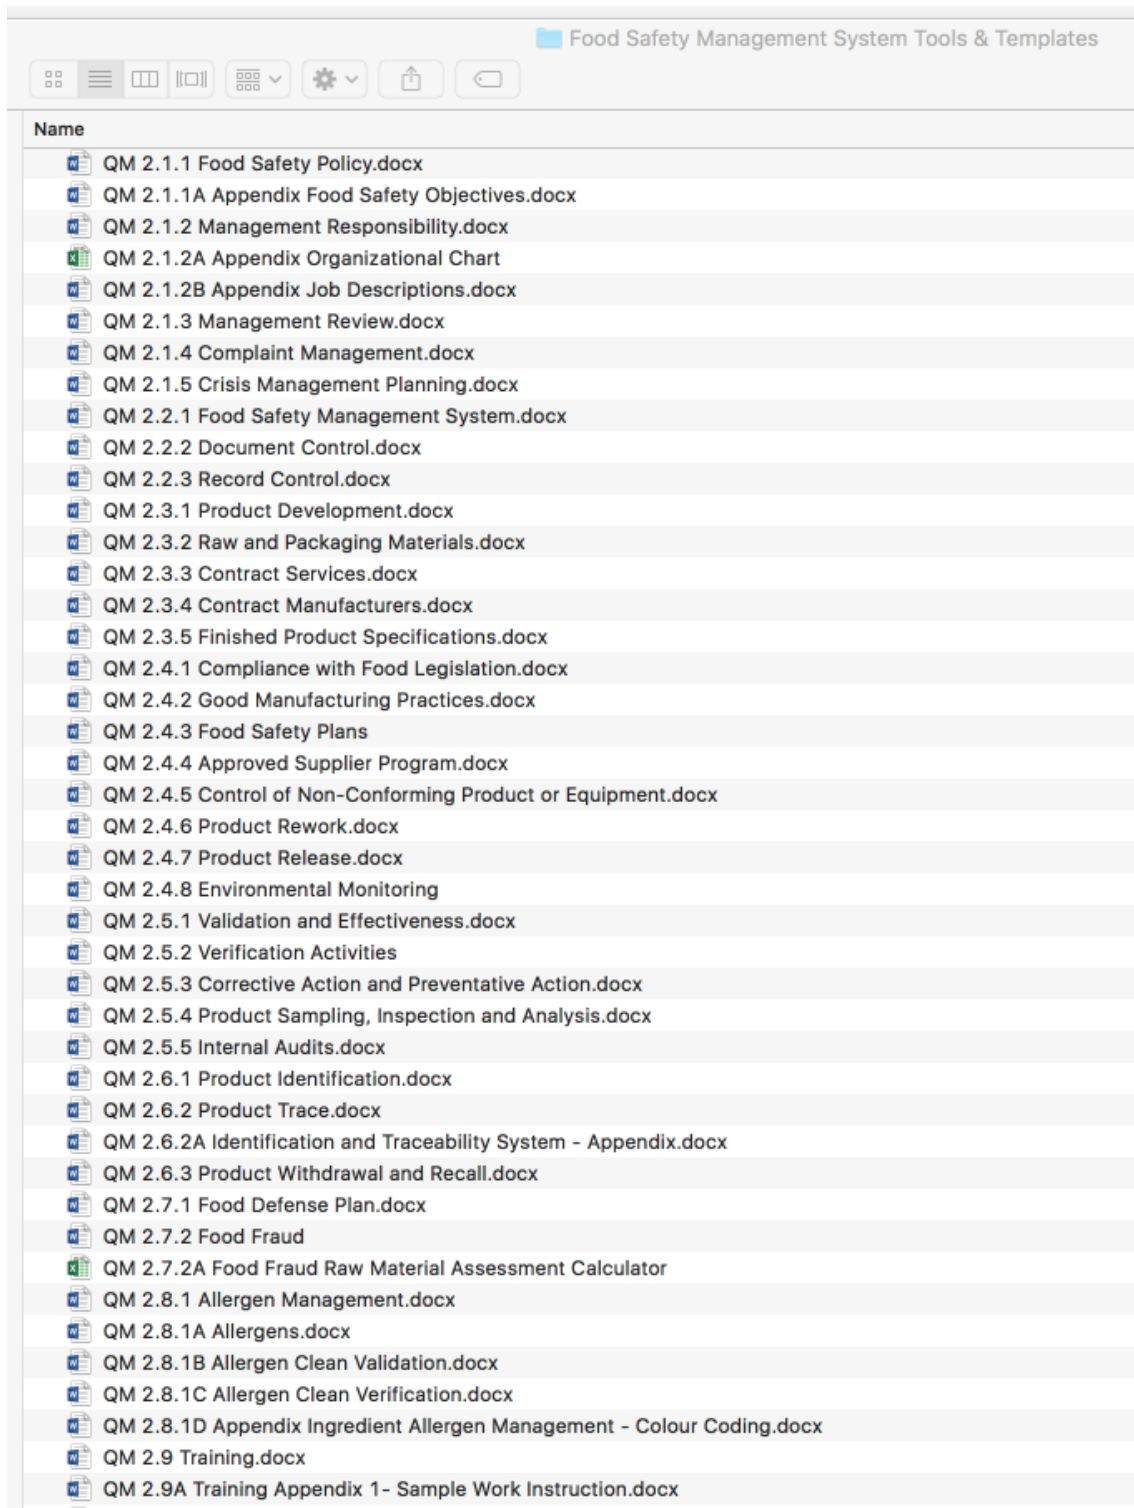 Food Safety Management System Tools & Templates
Name
QM 2.1.1 Food Safety Policy.docx
QM 2.1.1A Appendix Food Safety Objectives.docx
QM 2.1.2 Management Responsibility.docx
QM 2.1.2A Appendix Organizational Chart
QM 2.1.2B Appendix Job Descriptions.docx
QM 2.1.3 Management Review.docx
QM 2.1.4 Complaint Management.docx
QM 2.1.5 Crisis Management Planning.docx
QM 2.2.1 Food Safety Management System.docx
QM 2.2.2 Document Control.docx
QM 2.2.3 Record Control.docx
QM 2.3.1 Product Development.docx
QM 2.3.2 Raw and Packaging Materials.docx
QM 2.3.3 Contract Services.docx
QM 2.3.4 Contract Manufacturers.docx
QM 2.3.5 Finished Product Specifications.docx
QM 2.4.1 Compliance with Food Legislation.docx
QM 2.4.2 Good Manufacturing Practices.docx
QM 2.4.3 Food Safety Plans
QM 2.4.4 Approved Supplier Program.docx
QM 2.4.5 Control of Non-Conforming Product or Equipment.docx
QM 2.4.6 Product Rework.docx
QM 2.4.7 Product Release.docx
QM 2.4.8 Environmental Monitoring
QM 2.5.1 Validation and Effectiveness.docx
QM 2.5.2 Verification Activities
QM 2.5.3 Corrective Action and Preventative Action.docx
QM 2.5.4 Product Sampling, Inspection and Analysis.docx
QM 2.5.5 Internal Audits.docx
QM 2.6.1 Product Identification.docx
QM 2.6.2 Product Trace.docx
QM 2.6.2A Identification and Traceability System - Appendix.docx
QM 2.6.3 Product Withdrawal and Recall.docx
QM 2.7.1 Food Defense Plan.docx
QM 2.7.2 Food Fraud
QM 2.7.2A Food Fraud Raw Material Assessment Calculator
QM 2.8.1 Allergen Management.docx
QM 2.8.1A Allergens.docx
QM 2.8.1B Allergen Clean Validation.docx
QM 2.8.1C Allergen Clean Verification.docx
QM 2.8.1D Appendix Ingredient Allergen Management - Colour Coding.docx
QM 2.9 Training.docx
QM 2.9A Training Appendix 1- Sample Work Instruction.docx